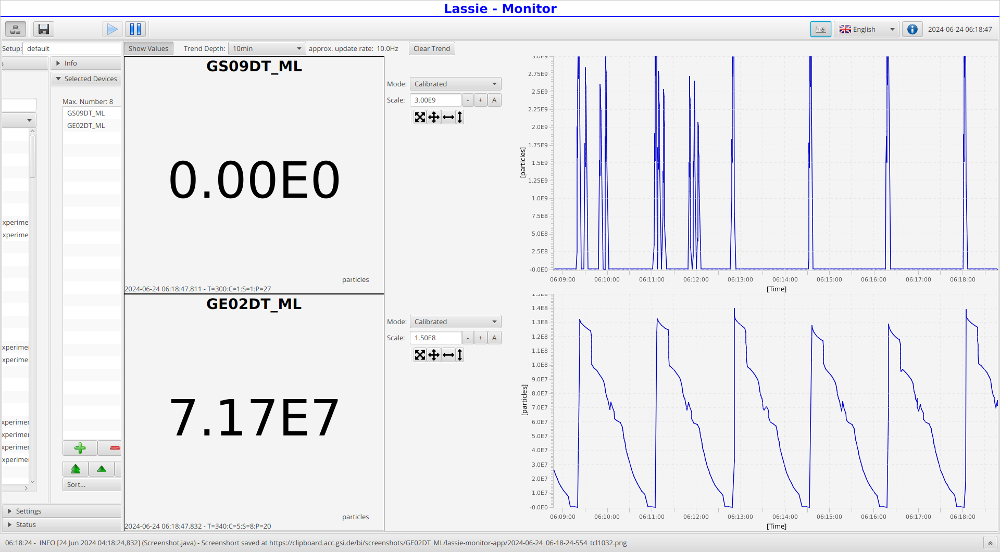 Lassie - Monitor
English
2024-06-24 06:18:47
Setup: default
Show Values Trend Depth: 10min approx. update rate: 10.0Hz Clear Trend
s
Info
Selected Devices
Max. Number: 8
GS09DT_ML
GE02DT_ML
xperime
xperime
xperime
xperime
xperimer
xperimer
xperimer
xperime
Sort...
Settings
Status
GS09DT_ML
0.00E0
particles
2024-06-24 06:18:47.811 - T=300:C=1:S=1:P=27
Mode: Calibrated
Scale: 3.00E9 - + A
3.0E9
2.75E9
2.5E9
2.25E9
2.0E9
1.75E9
1.5E9
1.25E9
1.0E9
7.5E8
5.0E8
2.5E8
-0.0E0
[particles]
06:09:00 06:10:00 06:11:00 06:12:00 06:13:00 06:14:00 06:15:00 06:16:00 06:17:00 06:18:00
[Time]
GE02DT_ML
7.17E7
particles
2024-06-24 06:18:47.832 - T=340:C=5:S=8:P=20
Mode: Calibrated
Scale: 1.50E8 - + A
1.5E8
1.4E8
1.3E8
1.2E8
1.1E8
1.0E8
9.0E7
8.0E7
7.0E7
6.0E7
5.0E7
4.0E7
3.0E7
2.0E7
1.0E7
-0.0E0
[particles]
06:09:00 06:10:00 06:11:00 06:12:00 06:13:00 06:14:00 06:15:00 06:16:00 06:17:00 06:18:00
[Time]
06:18:24 - INFO [24 Jun 2024 04:18:24,832] (Screenshot.java) - Screenshort saved at https://clipboard.acc.gsi.de/bi/screenshots/GE02DT_ML/lassie-monitor-app/2024-06-24_06-18-24-554_tcl1032.png